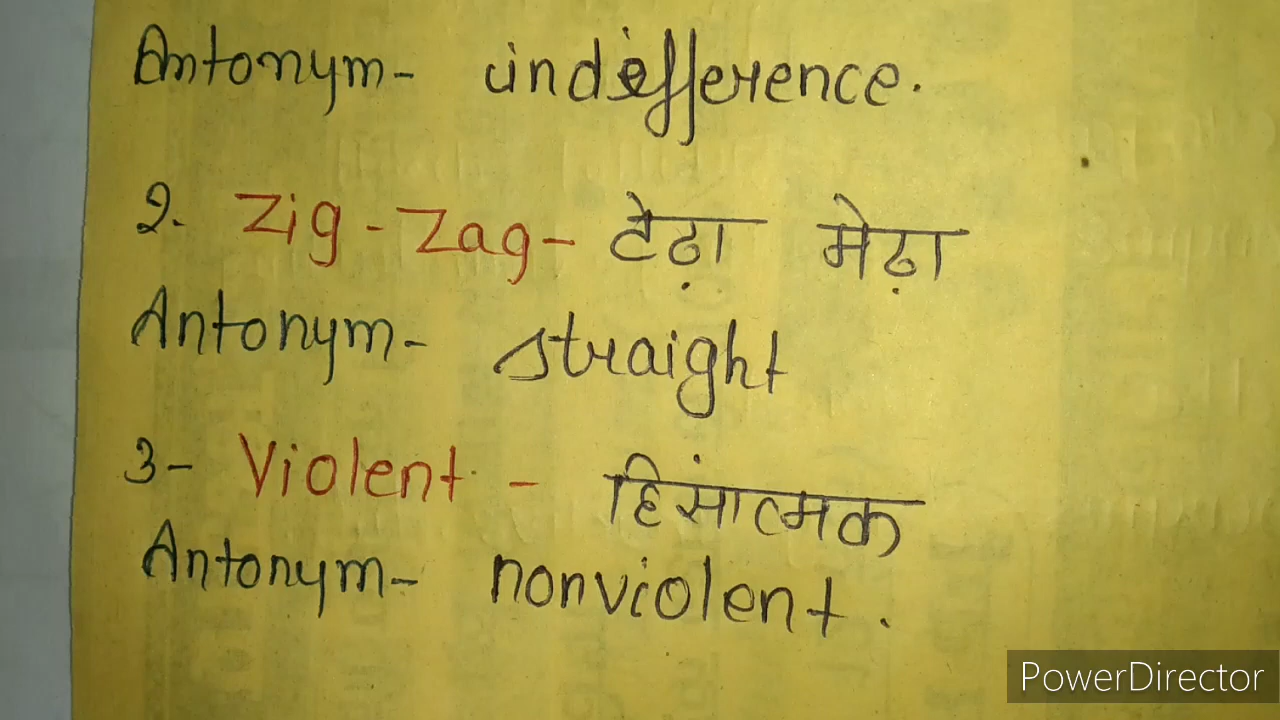 Antonym- indifference.
2. Zig-Zag- टेढ़ा मेढ़ा
Antonym- straight
3- Violent - हिसांत्मक
Antonym- nonviolent.
PowerDirector